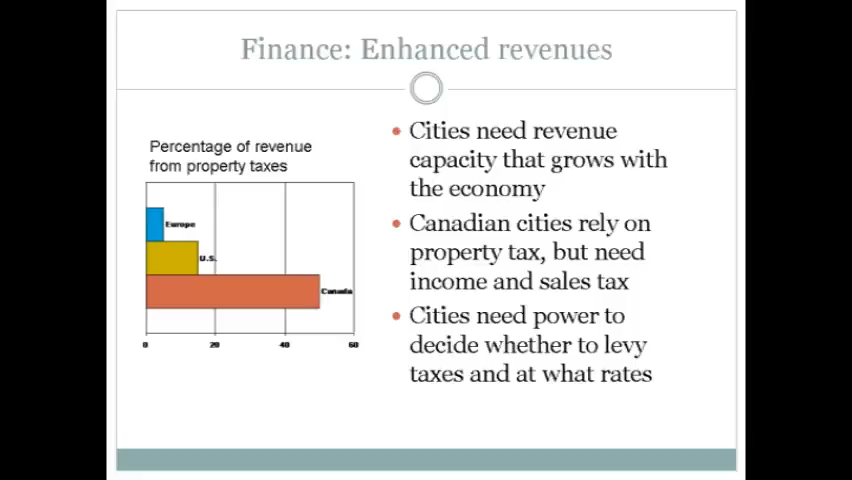 Finance: Enhanced revenues
Percentage of revenue
from property taxes
Europe
U.S.
Canada
0 20 40 60
• Cities need revenue
capacity that grows with
the economy
• Canadian cities rely on
property tax, but need
income and sales tax
• Cities need power to
decide whether to levy
taxes and at what rates